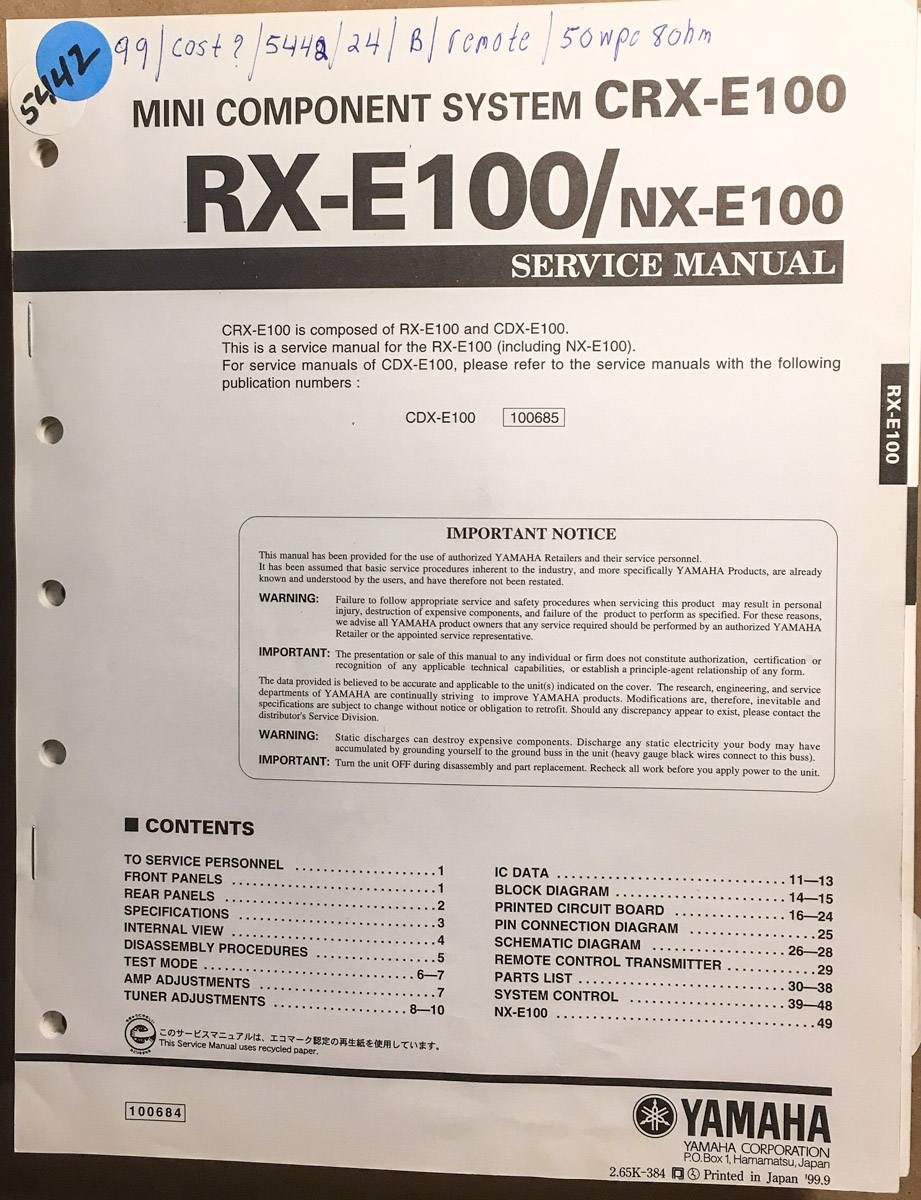 99/cost?/5442/24/B/remote/50wpc 8ohm
5442
MINI COMPONENT SYSTEM CRX-E100
RX-E100/NX-E100
SERVICE MANUAL
CRX-E100 is composed of RX-E100 and CDX-E100.
This is a service manual for the RX-E100 (including NX-E100).
For service manuals of CDX-E100, please refer to the service manuals with the following
publication numbers :
CDX-E100 100685
RX-E100
IMPORTANT NOTICE
This manual has been provided for the use of authorized YAMAHA Retailers and their service personnel.
It has been assumed that basic service procedures inherent to the industry, and more specifically YAMAHA Products, are already
known and understood by the users, and have therefore not been restated.
WARNING: Failure to follow appropriate service and safety procedures when servicing this product may result in personal
injury, destruction of expensive components, and failure of the product to perform as specified. For these reasons,
we advise all YAMAHA product owners that any service required should be performed by an authorized YAMAHA
Retailer or the appointed service representative.
IMPORTANT: The presentation or sale of this manual to any individual or firm does not constitute authorization, certification or
recognition of any applicable technical capabilities, or establish a principle-agent relationship of any form.
The data provided is believed to be accurate and applicable to the unit(s) indicated on the cover. The research, engineering, and service
departments of YAMAHA are continually striving to improve YAMAHA products. Modifications are, therefore, inevitable and
specifications are subject to change without notice or obligation to retrofit. Should any discrepancy appear to exist, please contact the
distributor's Service Division.
WARNING: Static discharges can destroy expensive components. Discharge any static electricity your body may have
accumulated by grounding yourself to the ground buss in the unit (heavy gauge black wires connect to this buss).
IMPORTANT: Turn the unit OFF during disassembly and part replacement. Recheck all work before you apply power to the unit.
■ CONTENTS
TO SERVICE PERSONNEL ........................ 1
FRONT PANELS ................................ 1
REAR PANELS ................................. 2
SPECIFICATIONS .............................. 3
INTERNAL VIEW ............................... 4
DISASSEMBLY PROCEDURES ...................... 5
TEST MODE ................................ 6—7
AMP ADJUSTMENTS ............................. 7
TUNER ADJUSTMENTS ....................... 8—10
IC DATA ................................ 11—13
BLOCK DIAGRAM .......................... 14—15
PRINTED CIRCUIT BOARD .................. 16—24
PIN CONNECTION DIAGRAM ..................... 25
SCHEMATIC DIAGRAM ...................... 26—28
REMOTE CONTROL TRANSMITTER ................. 29
PARTS LIST ............................. 30—38
SYSTEM CONTROL ......................... 39—48
NX-E100 .................................... 49
このサービスマニュアルは、エコマーク認定の再生紙を使用しています。
This Service Manual uses recycled paper.
100684
YAMAHA
YAMAHA CORPORATION
P.O.Box 1, Hamamatsu, Japan
2.65K-384 Printed in Japan '99.9